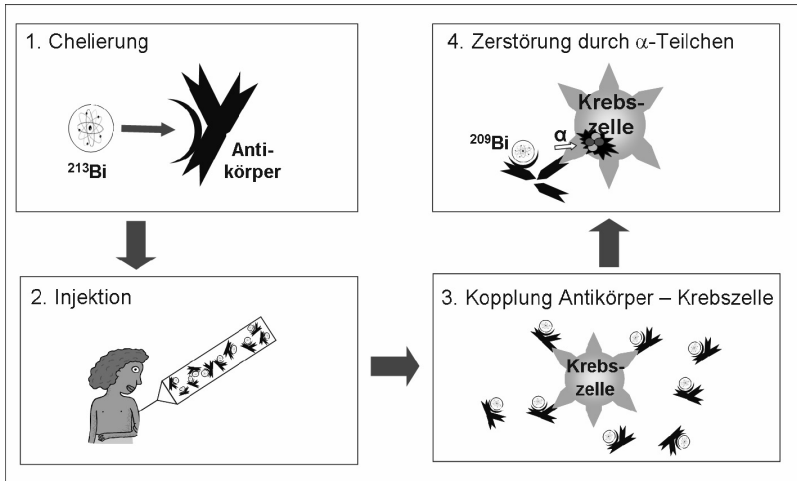 1. Chelierung
²¹³Bi
Anti-
körper
2. Injektion
3. Kopplung Antikörper – Krebszelle
Krebs-
zelle
4. Zerstörung durch α-Teilchen
Krebs-
zelle
α
²⁰⁹Bi